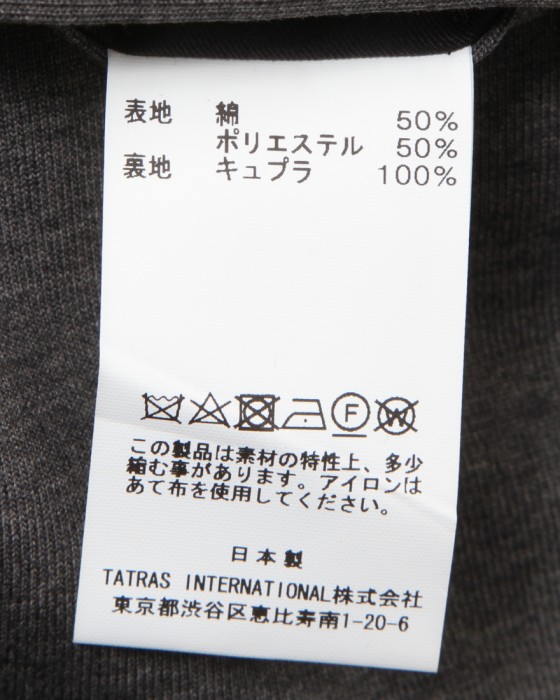 表地 綿 50%
ポリエステル 50%
裏地 キュプラ 100%
F W
この製品は素材の特性上、多少
縮む事があります。アイロンは
あて布を使用してください。
日本製
TATRAS INTERNATIONAL株式会社
東京都渋谷区恵比寿南1-20-6